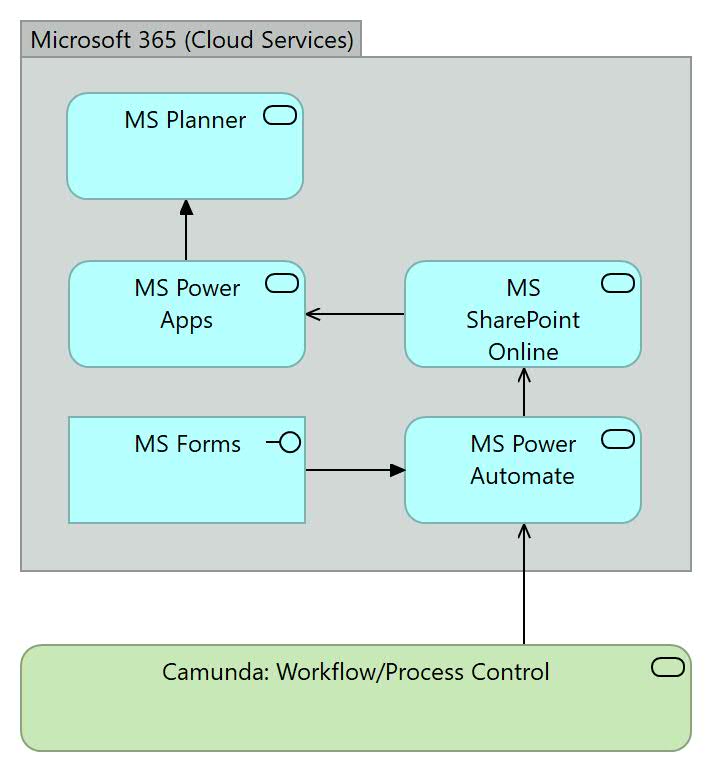 Microsoft 365 (Cloud Services)
MS Planner
MS Power
Apps
MS
SharePoint
Online
MS Forms
MS Power
Automate
Camunda: Workflow/Process Control